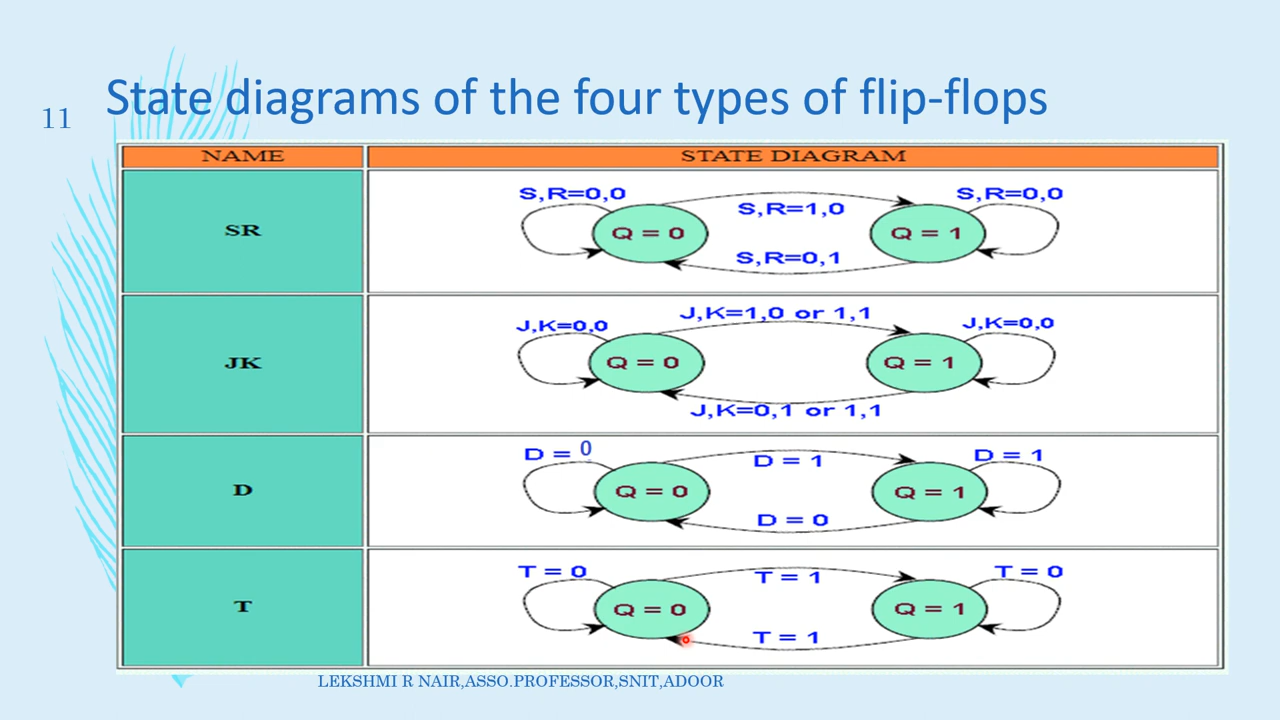 11
State diagrams of the four types of flip-flops
NAME
STATE DIAGRAM
SR
S,R=0,0
S,R=1,0
S,R=0,0
Q = 0
Q = 1
S,R=0,1
JK
J,K=0,0
J,K=1,0 or 1,1
J,K=0,0
Q = 0
Q = 1
J,K=0,1 or 1,1
D
D = 0
D = 1
D = 1
Q = 0
Q = 1
D = 0
T
T = 0
T = 1
T = 0
Q = 0
Q = 1
T = 1
LEKSHMI R NAIR,ASSO.PROFESSOR,SNIT,ADOOR